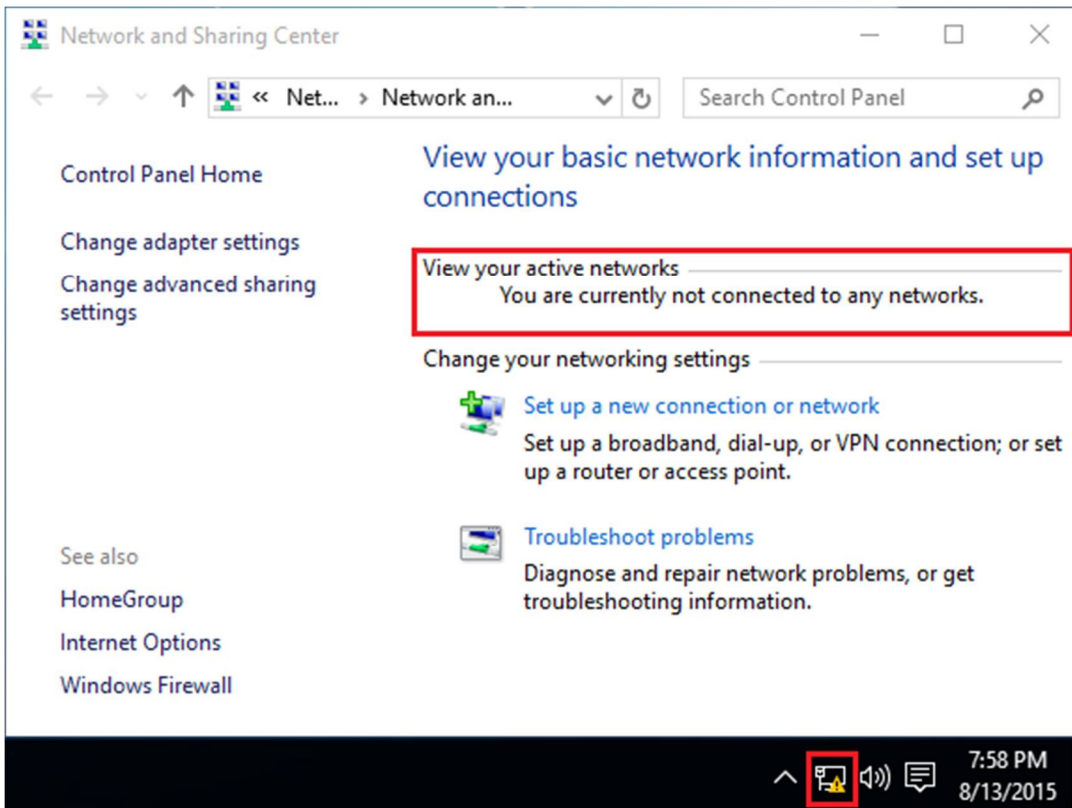 Network and Sharing Center
« Net... > Network an...
Search Control Panel
Control Panel Home
Change adapter settings
Change advanced sharing
settings
See also
HomeGroup
Internet Options
Windows Firewall
View your basic network information and set up
connections
View your active networks
You are currently not connected to any networks.
Change your networking settings
Set up a new connection or network
Set up a broadband, dial-up, or VPN connection; or set
up a router or access point.
Troubleshoot problems
Diagnose and repair network problems, or get
troubleshooting information.
7:58 PM
8/13/2015